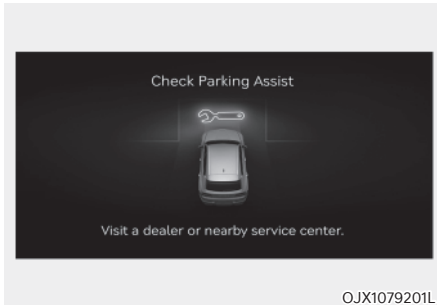 Check Parking Assist
Visit a dealer or nearby service center.
OJX1079201L